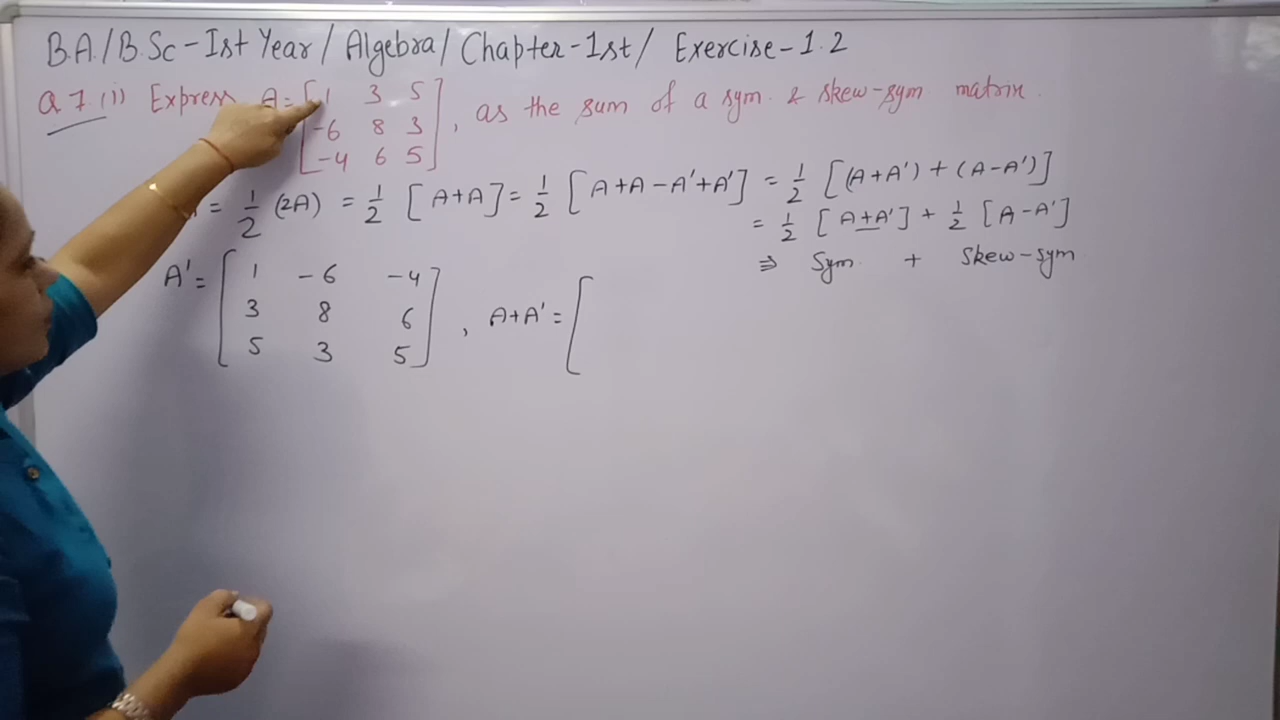 B.A./B.Sc-Ist Year/Algebra/Chapter-1st/ Exercise-1.2
Q 7.(i) Express A=[1 3 5
-6 8 3
-4 6 5], as the sum of a sym. & skew-sym matrix.
= 1/2 (2A) = 1/2 [A+A] = 1/2 [A+A-A'+A'] = 1/2 [(A+A')+(A-A')]
= 1/2 [A+A'] + 1/2 [A-A']
⇒ Sym. + Skew-sym
A' = [1 -6 -4
3 8 6
5 3 5], A+A' = [